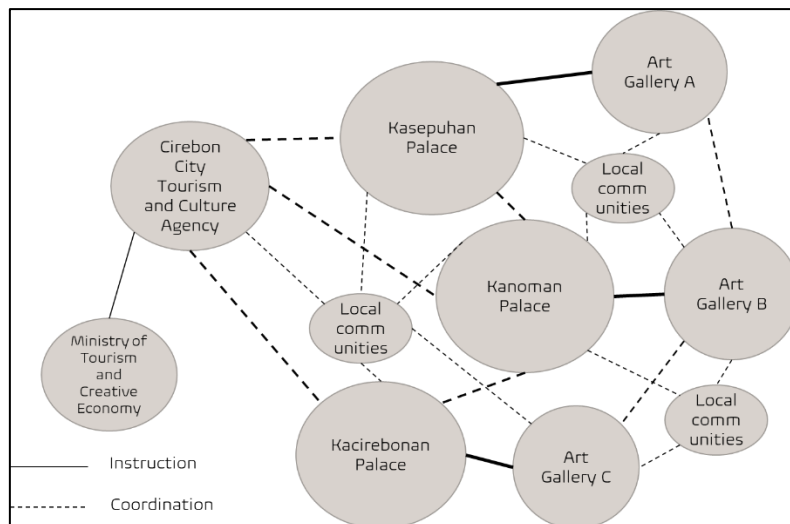 Art
Gallery A
Kasepuhan
Palace
Cirebon
City
Tourism
and Culture
Agency
Local
comm
unities
Kanoman
Palace
Art
Gallery B
Local
comm
unities
Ministry of
Tourism
and
Creative
Economy
Local
comm
unities
Kacirebonan
Palace
Art
Gallery C
Instruction
Coordination